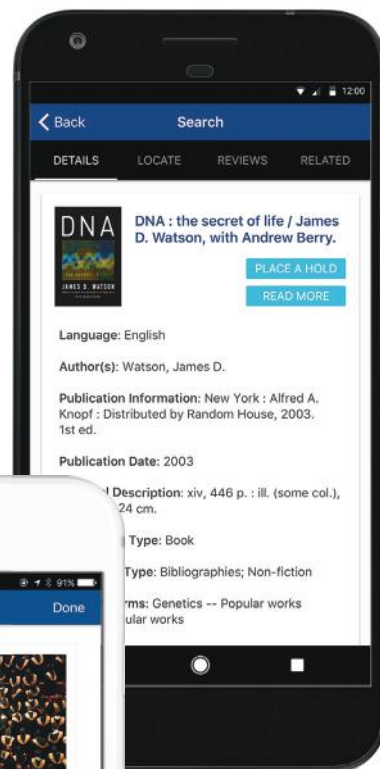 12:00
Back Search
DETAILS LOCATE REVIEWS RELATED
DNA
JAMES D. WATSON
DNA : the secret of life / James
D. Watson, with Andrew Berry.
PLACE A HOLD
READ MORE
Language: English
Author(s): Watson, James D.
Publication Information: New York : Alfred A.
Knopf : Distributed by Random House, 2003.
1st ed.
Publication Date: 2003
Description: xiv, 446 p. : ill. (some col.),
24 cm.
Type: Book
Type: Bibliographies; Non-fiction
Genetics -- Popular works
works
91%
Done